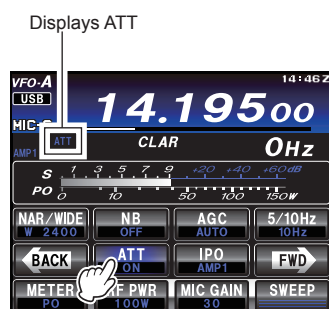 Displays ATT
VFO-A 14:46Z
USB 14.19500
MIC
ATT CLAR 0Hz
AMP1
S 1 3 5 7 9 +20 +40 +60dB
PO 0 10 50 100 150W
NAR/WIDE NB AGC 5/10Hz
W 2400 OFF AUTO 10Hz
BACK ATT IPO FWD
ON AMP1
METER RF PWR MIC GAIN SWEEP
PO 100W 30